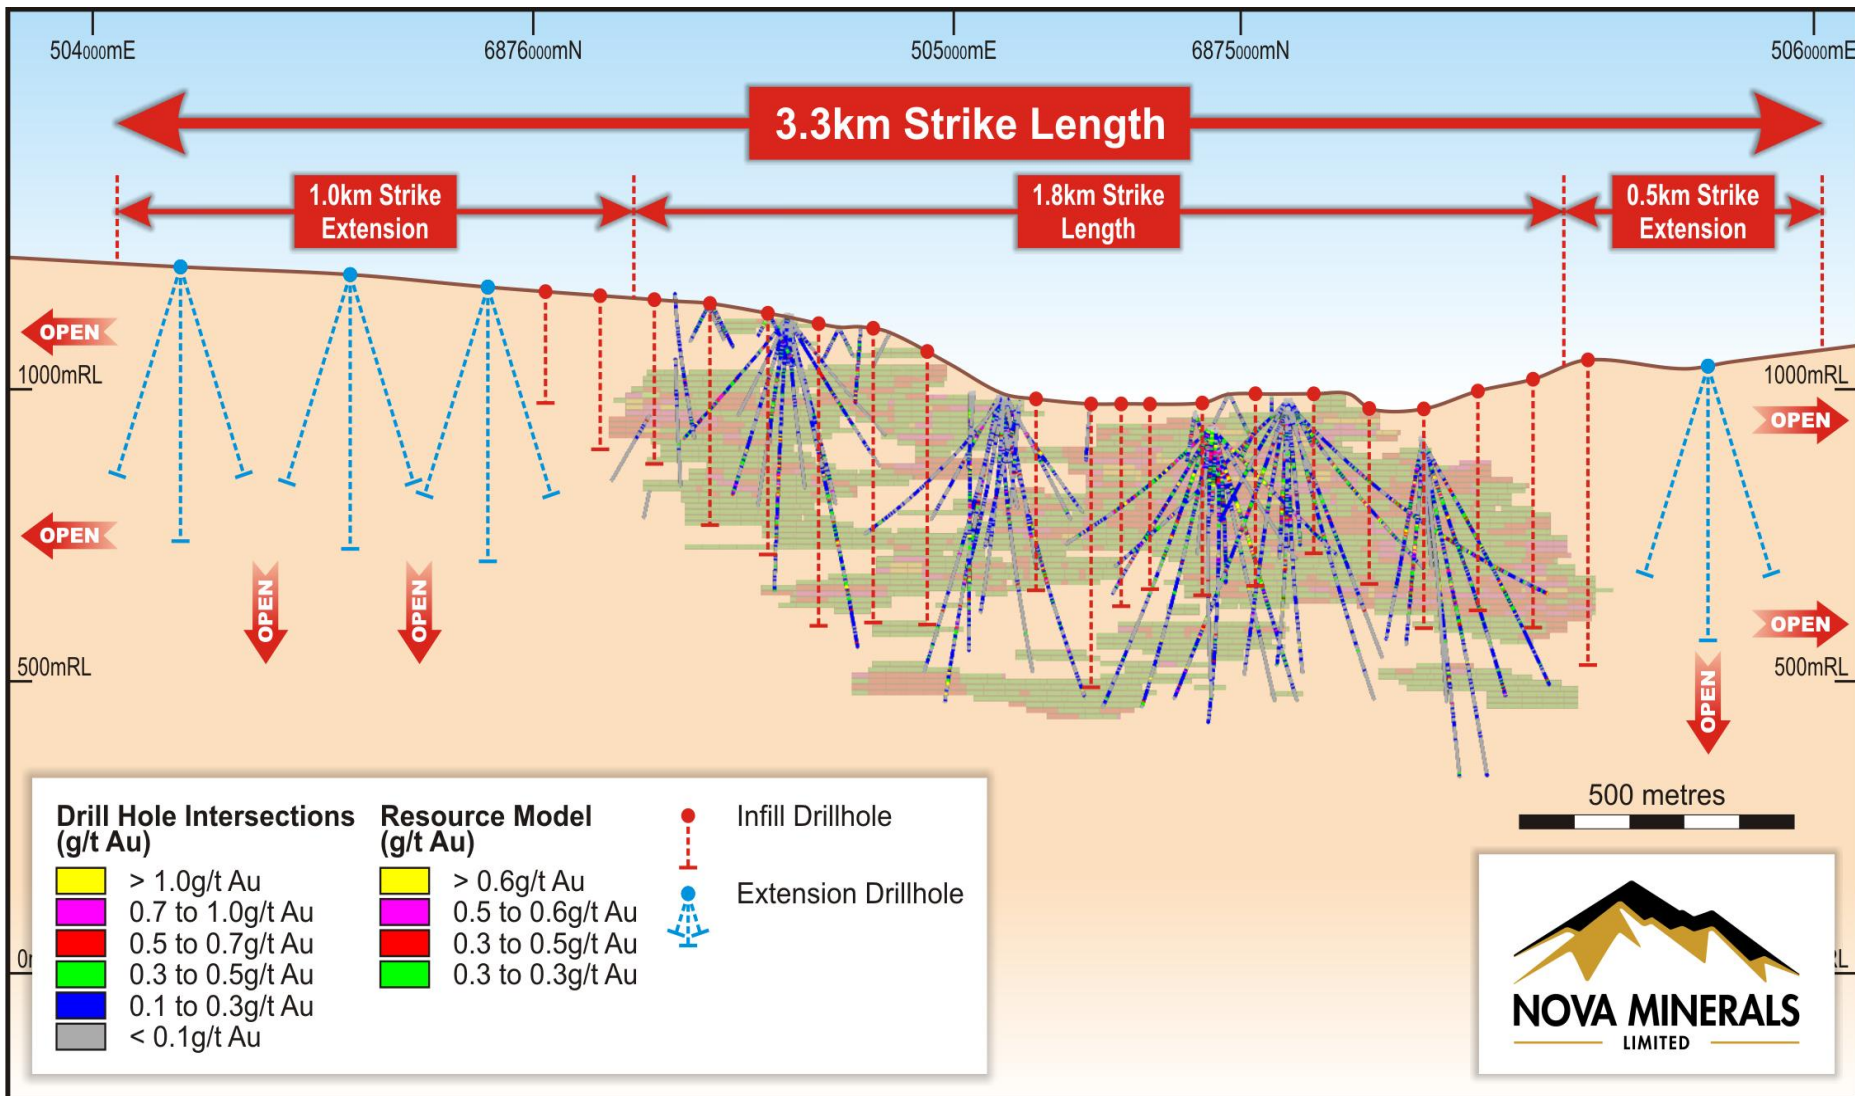 504000mE
6876000mN
505000mE
6875000mN
506000mE
3.3km Strike Length
1.0km Strike
Extension
1.8km Strike
Length
0.5km Strike
Extension
OPEN
1000mRL
1000mRL
OPEN
OPEN
OPEN
OPEN
OPEN
500mRL
500mRL
OPEN
Drill Hole Intersections
(g/t Au)
> 1.0g/t Au
0.7 to 1.0g/t Au
0.5 to 0.7g/t Au
0.3 to 0.5g/t Au
0.1 to 0.3g/t Au
< 0.1g/t Au
Resource Model
(g/t Au)
> 0.6g/t Au
0.5 to 0.6g/t Au
0.3 to 0.5g/t Au
0.3 to 0.3g/t Au
Infill Drillhole
Extension Drillhole
500 metres
NOVA MINERALS
LIMITED